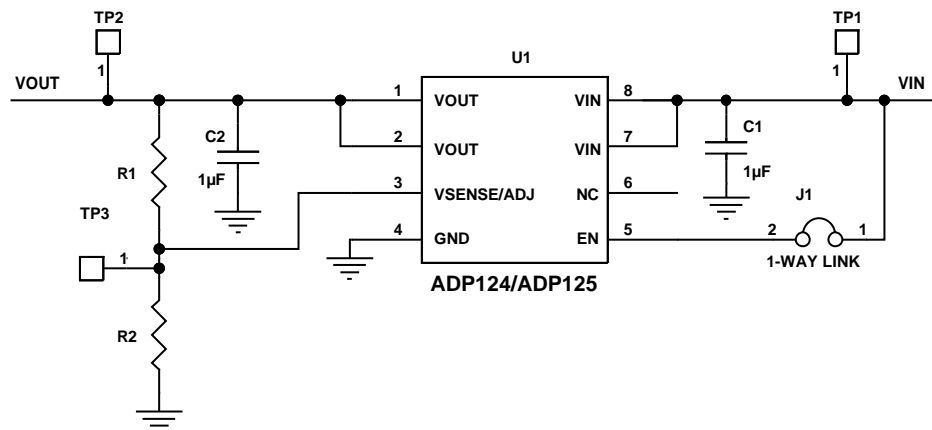 TP2
TP1
1
1
U1
VOUT
VIN
1
VOUT
VIN
8
C2
1µF
2
VOUT
VIN
7
C1
1µF
R1
3
VSENSE/ADJ
NC
6
J1
TP3
4
GND
EN
5
2
1
1
1-WAY LINK
ADP124/ADP125
R2